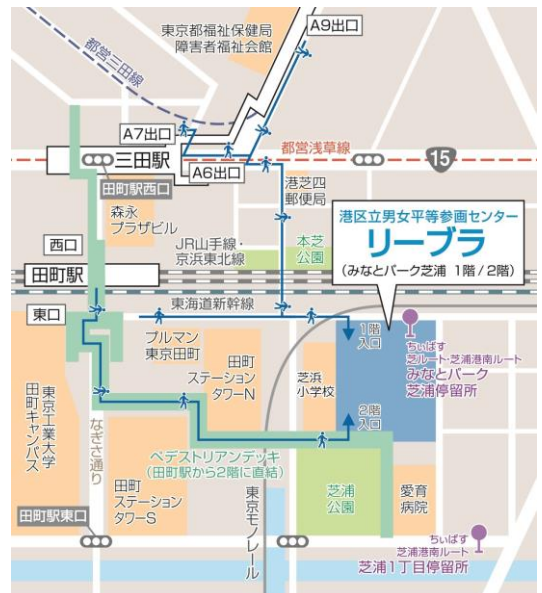 東京都福祉保健局
障害者福祉会館
A9出口
都営三田線
A7出口
三田駅
都営浅草線
15
田町駅西口
A6出口
港芝四
郵便局
森永
プラザビル
港区立男女平等参画センター
リーブラ
(みなとパーク芝浦 1階/2階)
西口
JR山手線・
京浜東北線
本芝
公園
田町駅
東海道新幹線
東口
プルマン
東京田町
田町
ステーション
タワーN
芝浜
小学校
1階
入口
2階
入口
ちぃばす
芝ルート・芝浦港南ルート
みなとパーク
芝浦停留所
東京工業大学
田町キャンパス
なぎさ通り
ペデストリアンデッキ
(田町駅から2階に直結)
田町
ステーション
タワーS
東京モノレール
芝浦
公園
愛育
病院
田町駅東口
ちぃばす
芝浦港南ルート
芝浦1丁目停留所